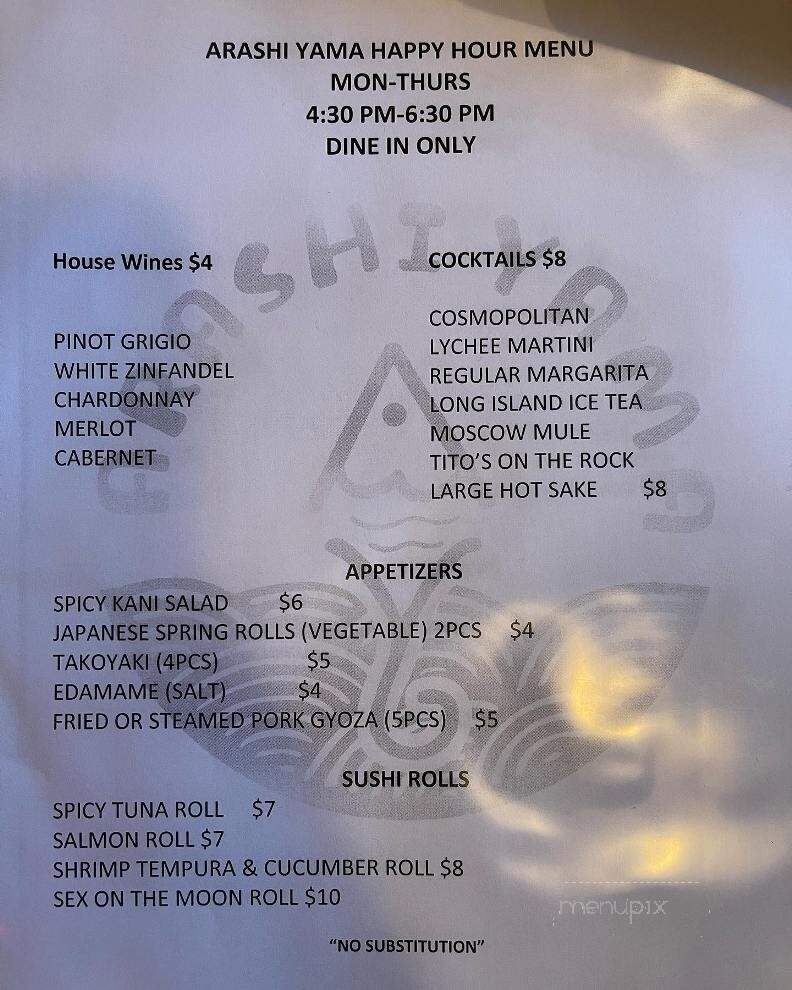 ARASHI YAMA HAPPY HOUR MENU
MON-THURS
4:30 PM-6:30 PM
DINE IN ONLY
ARASHI YAMA
House Wines $4
PINOT GRIGIO
WHITE ZINFANDEL
CHARDONNAY
MERLOT
CABERNET
COCKTAILS $8
COSMOPOLITAN
LYCHEE MARTINI
REGULAR MARGARITA
LONG ISLAND ICE TEA
MOSCOW MULE
TITO'S ON THE ROCK
LARGE HOT SAKE $8
APPETIZERS
SPICY KANI SALAD $6
JAPANESE SPRING ROLLS (VEGETABLE) 2PCS $4
TAKOYAKI (4PCS) $5
EDAMAME (SALT) $4
FRIED OR STEAMED PORK GYOZA (5PCS) $5
SUSHI ROLLS
SPICY TUNA ROLL $7
SALMON ROLL $7
SHRIMP TEMPURA & CUCUMBER ROLL $8
SEX ON THE MOON ROLL $10
menupix
"NO SUBSTITUTION"